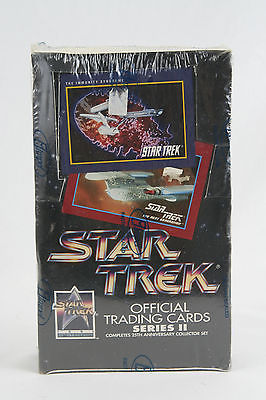 THE IMMUNITY SYNDROME
STAR TREK
STAR TREK
THE NEXT GENERATION
STAR
TREK
STAR TREK
OFFICIAL
TRADING CARDS
SERIES II
COMPLETES 25TH ANNIVERSARY COLLECTOR SET